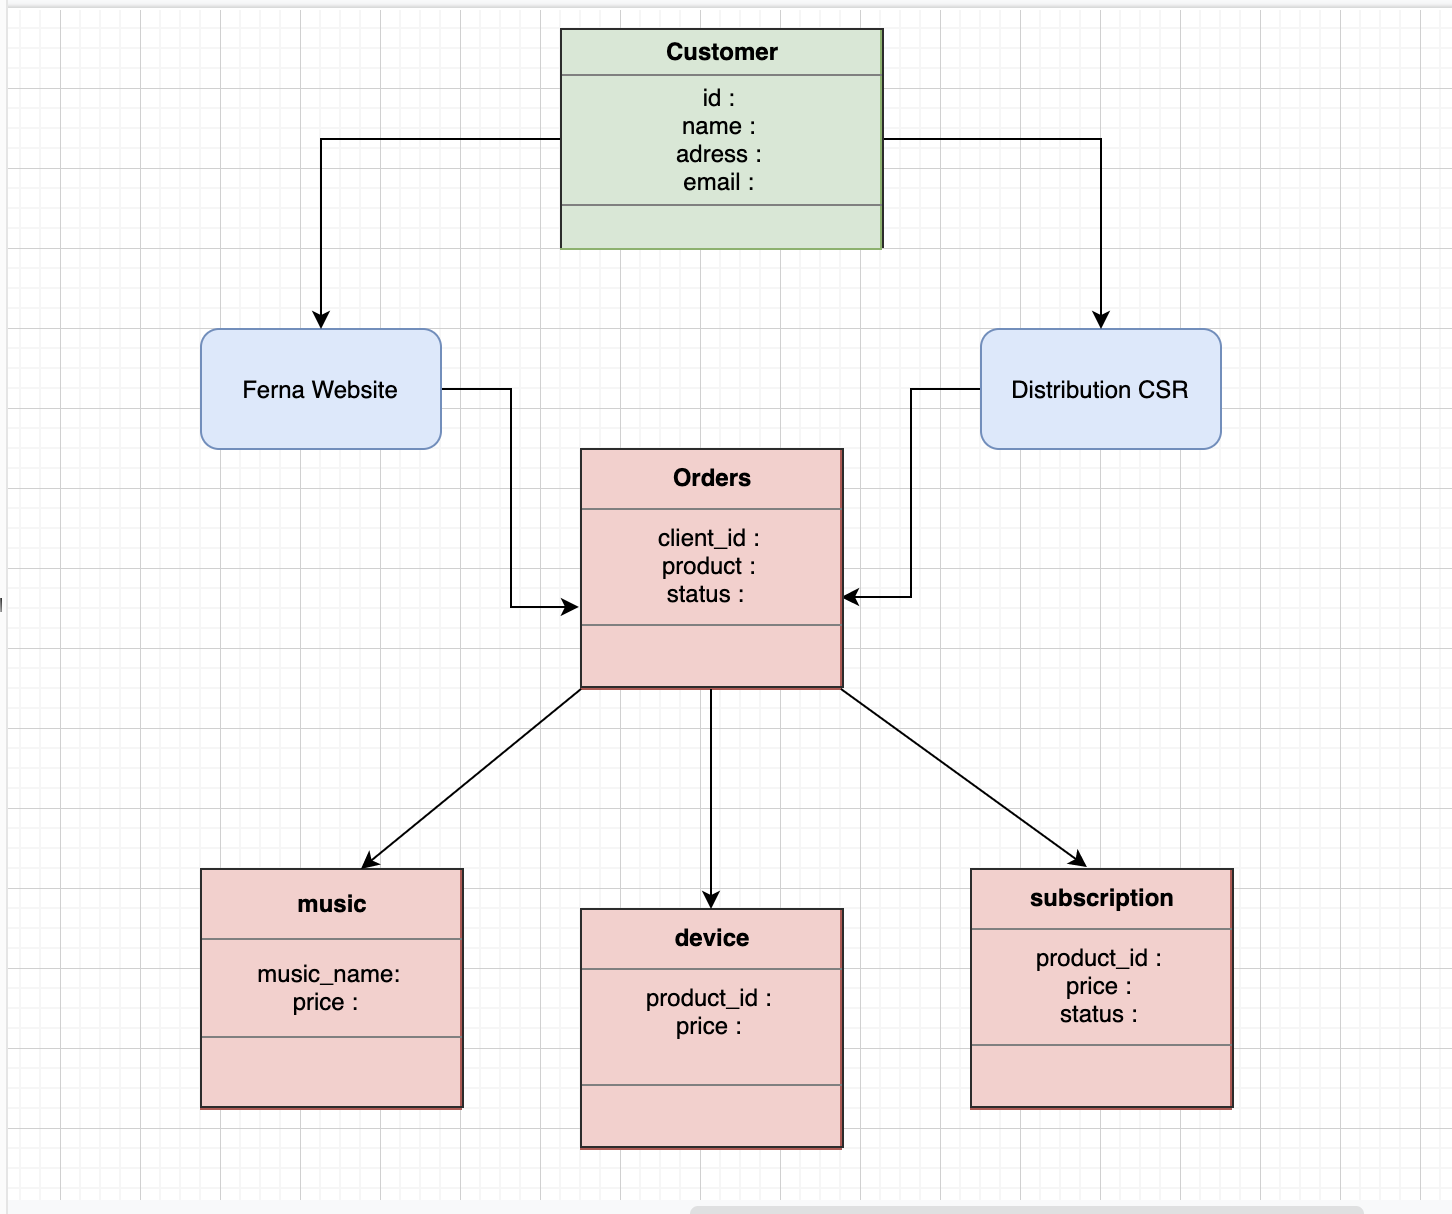 Customer
id :
name :
adress :
email :
Ferna Website
Distribution CSR
Orders
client_id :
product :
status :
music
music_name:
price :
device
product_id :
price :
subscription
product_id :
price :
status :